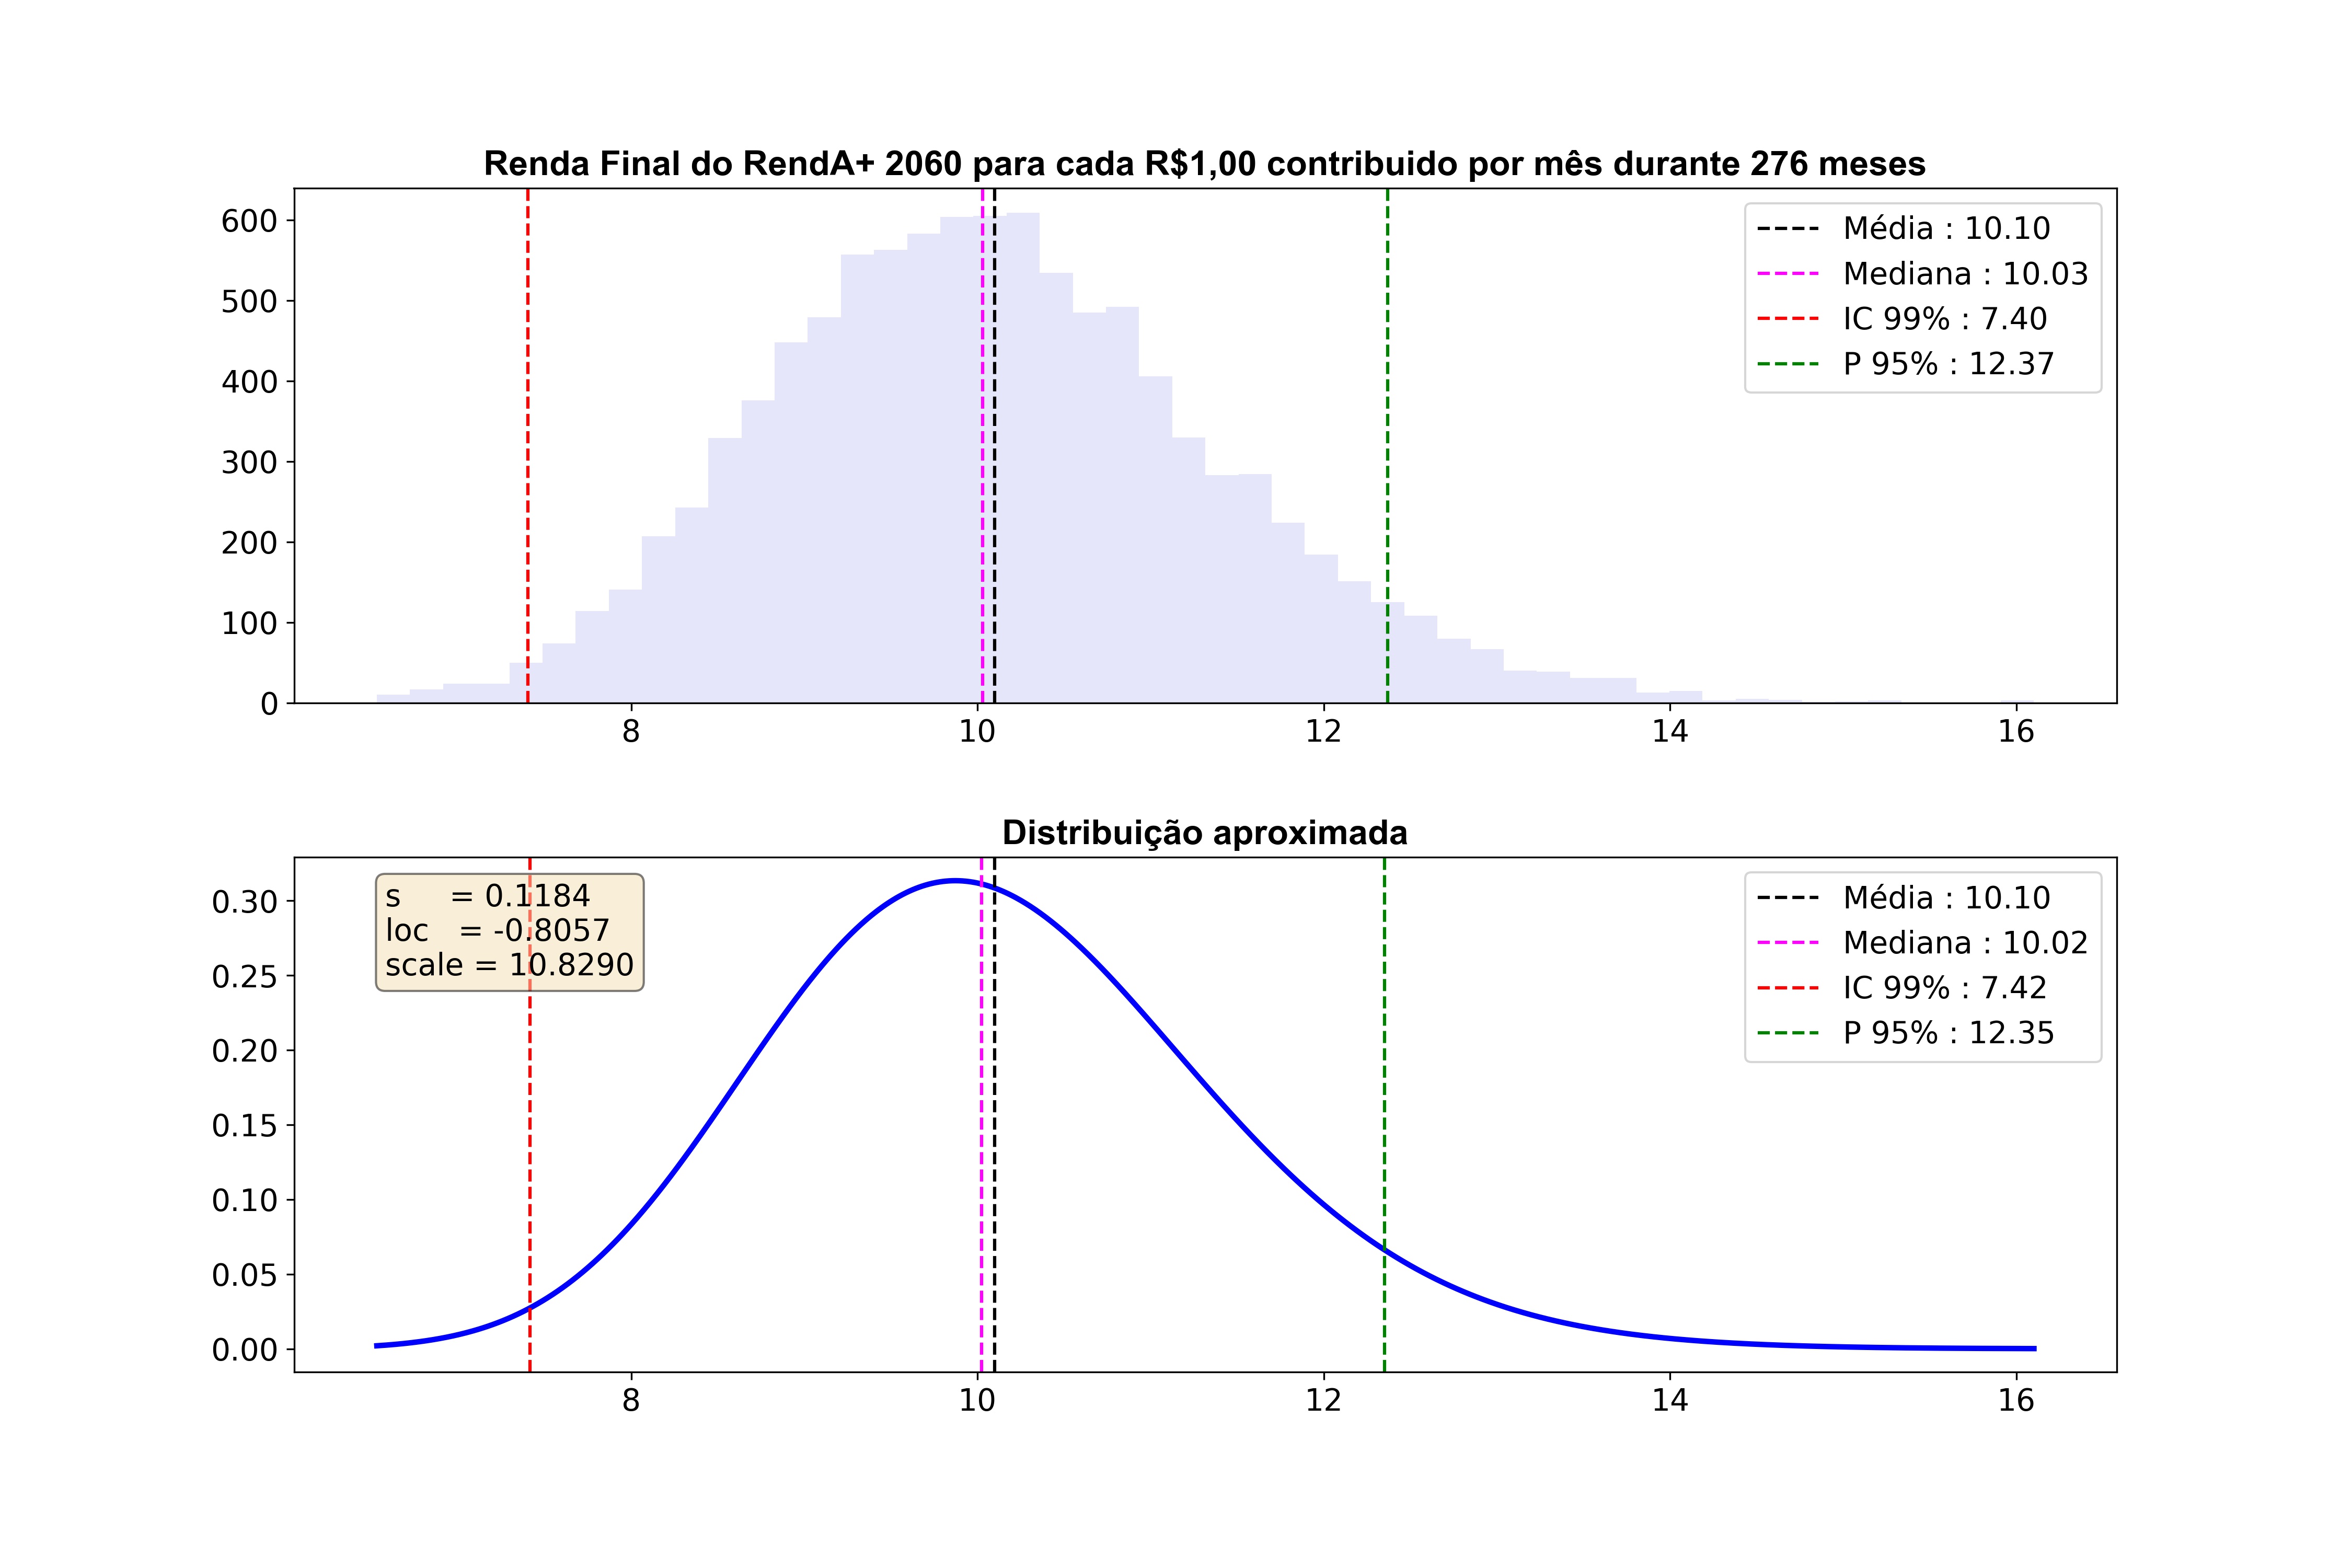 Renda Final do RendA+ 2060 para cada R$1,00 contribuido por mês durante 276 meses
600
500
400
300
200
100
0
Média : 10.10
Mediana : 10.03
IC 99% : 7.40
P 95% : 12.37
8 10 12 14 16
Distribuição aproximada
0.30
0.25
0.20
0.15
0.10
0.05
0.00
s = 0.1184
loc = -0.8057
scale = 10.8290
Média : 10.10
Mediana : 10.02
IC 99% : 7.42
P 95% : 12.35
8 10 12 14 16